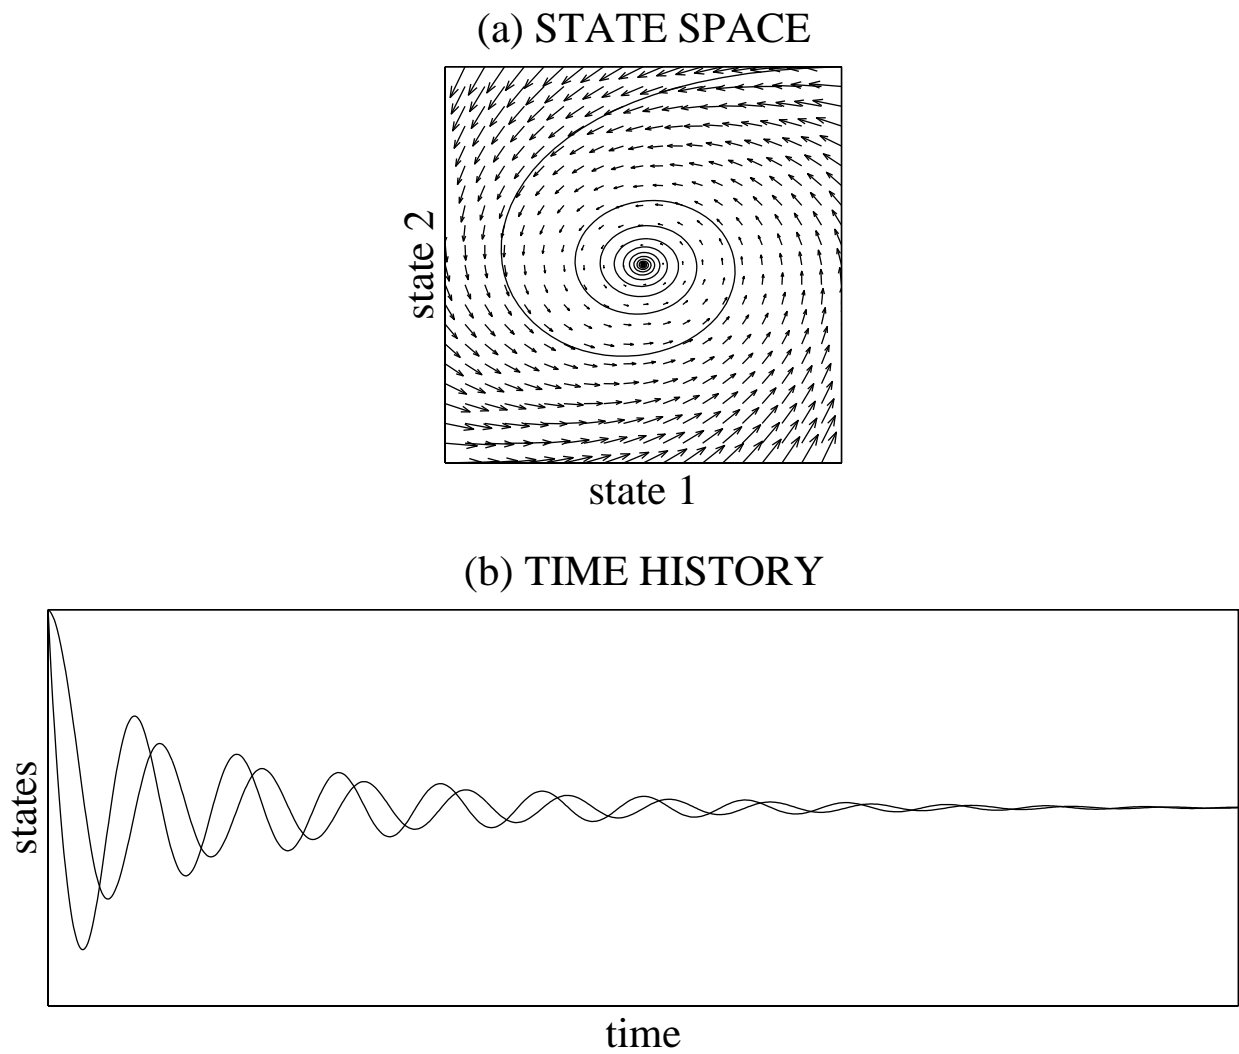 (a) STATE SPACE
state 2
state 1
(b) TIME HISTORY
states
time